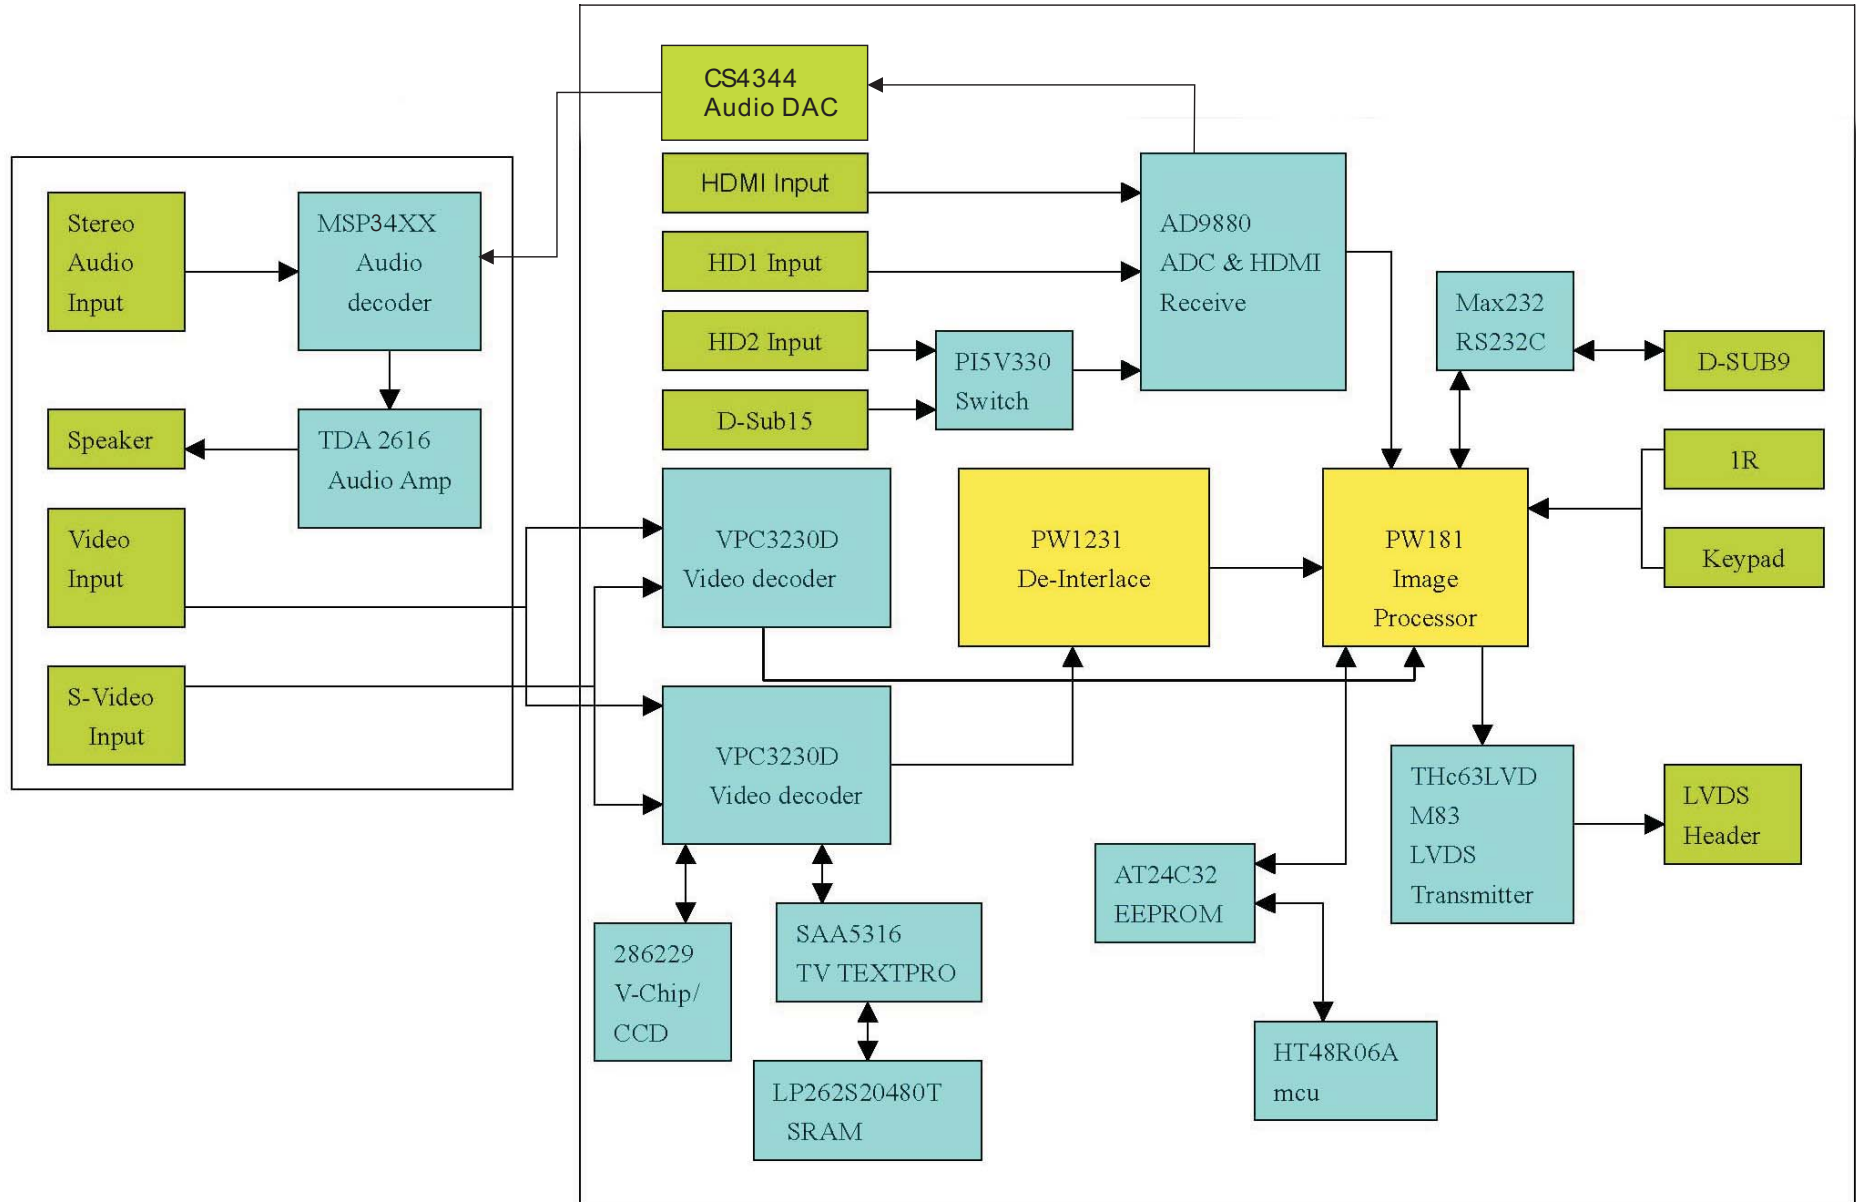 CS4344
Audio DAC
HDMI Input
HD1 Input
HD2 Input
D-Sub15
PI5V330
Switch
AD9880
ADC & HDMI
Receive
Max232
RS232C
D-SUB9
1R
Keypad
Stereo
Audio
Input
MSP34XX
Audio
decoder
Speaker
TDA 2616
Audio Amp
Video
Input
S-Video
Input
VPC3230D
Video decoder
PW1231
De-Interlace
PW181
Image
Processor
VPC3230D
Video decoder
THc63LVD
M83
LVDS
Transmitter
LVDS
Header
AT24C32
EEPROM
286229
V-Chip/
CCD
SAA5316
TV TEXTPRO
LP262S20480T
SRAM
HT48R06A
mcu